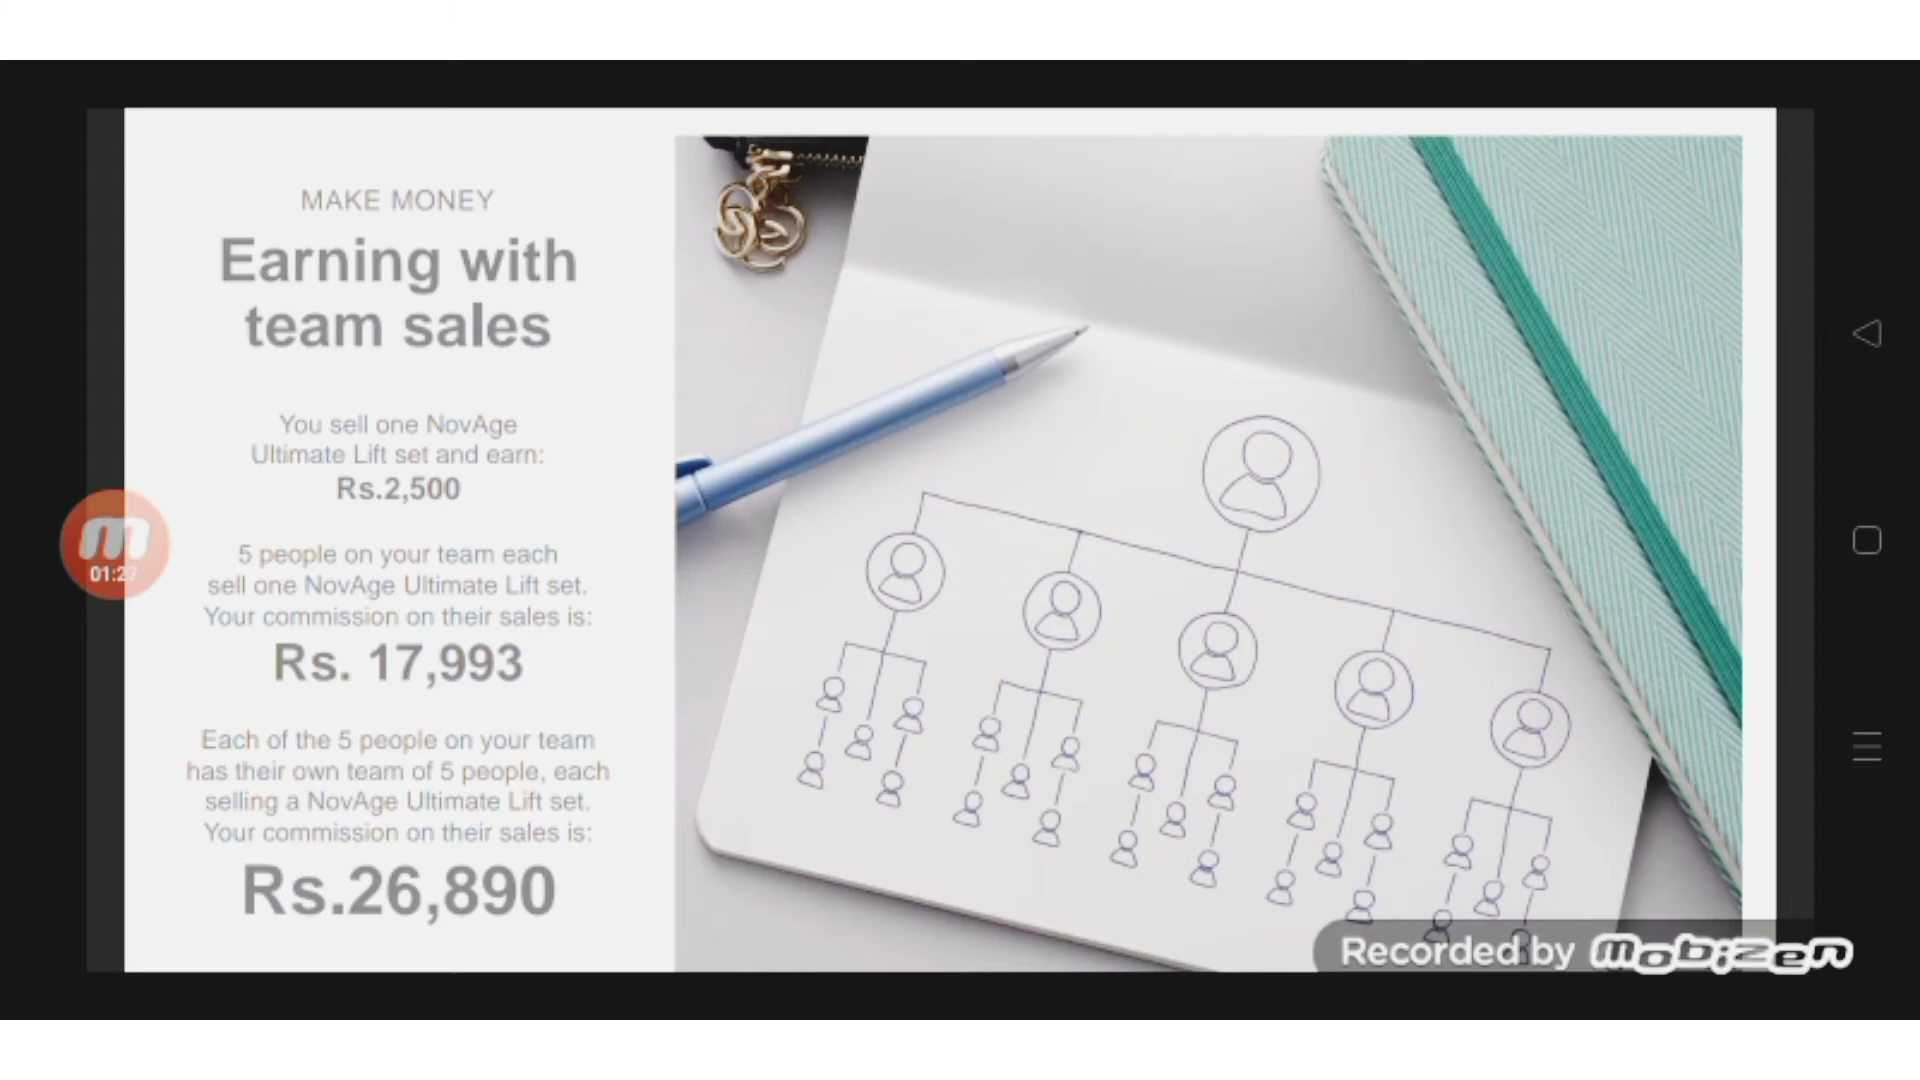 MAKE MONEY
Earning with
team sales
You sell one NovAge
Ultimate Lift set and earn:
Rs.2,500
5 people on your team each
sell one NovAge Ultimate Lift set.
Your commission on their sales is:
Rs. 17,993
Each of the 5 people on your team
has their own team of 5 people, each
selling a NovAge Ultimate Lift set.
Your commission on their sales is:
Rs.26,890
m
01:27
Recorded by mobizen